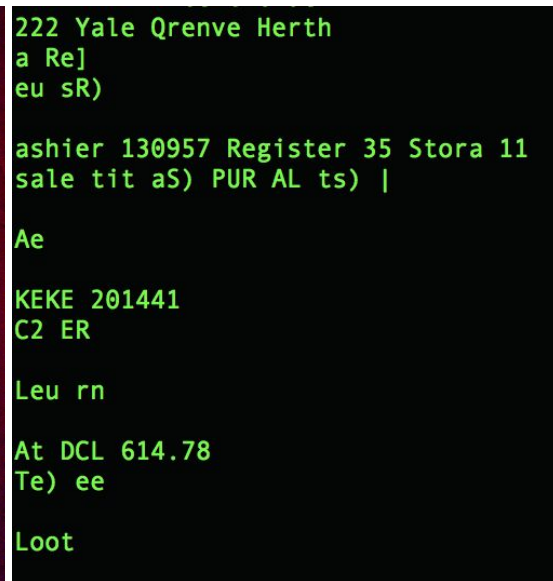 222 Yale Qrenve Herth
a Re]
eu sR)
ashier 130957 Register 35 Stora 11
sale tit aS) PUR AL ts) |
Ae
KEKE 201441
C2 ER
Leu rn
At DCL 614.78
Te) ee
Loot